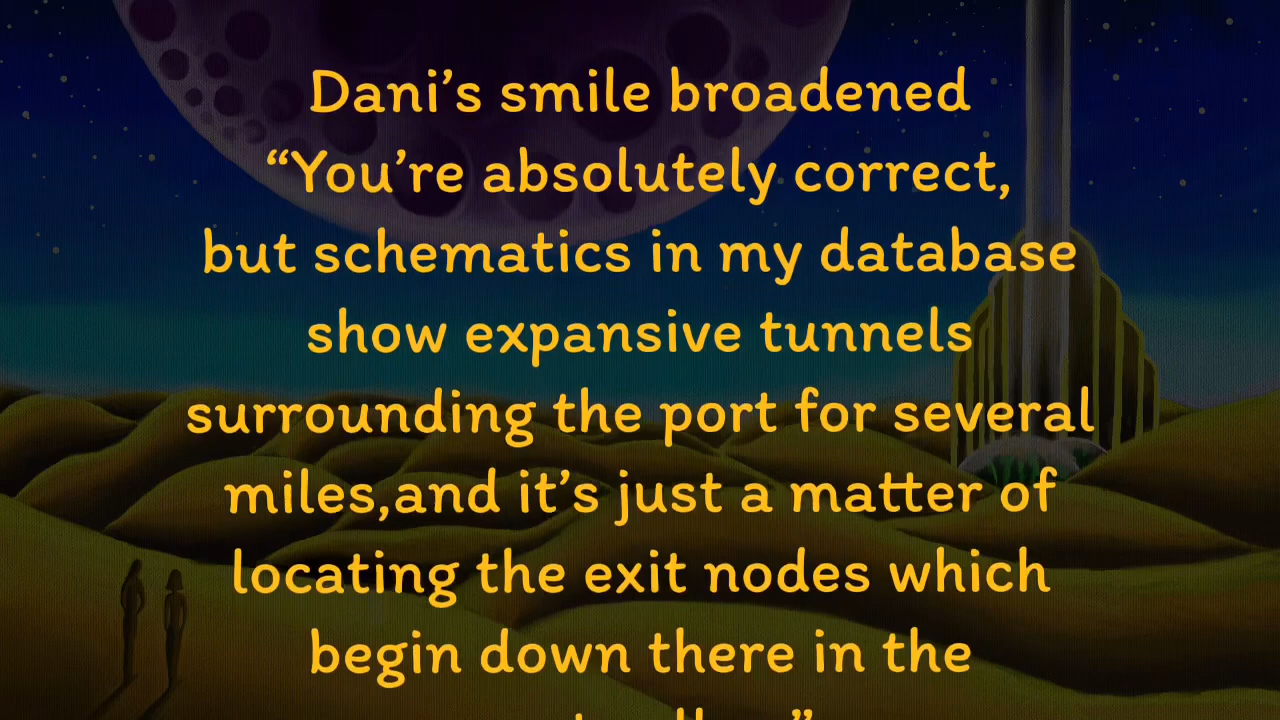 Dani’s smile broadened
“You’re absolutely correct,
but schematics in my database
show expansive tunnels
surrounding the port for several
miles,and it’s just a matter of
locating the exit nodes which
begin down there in the